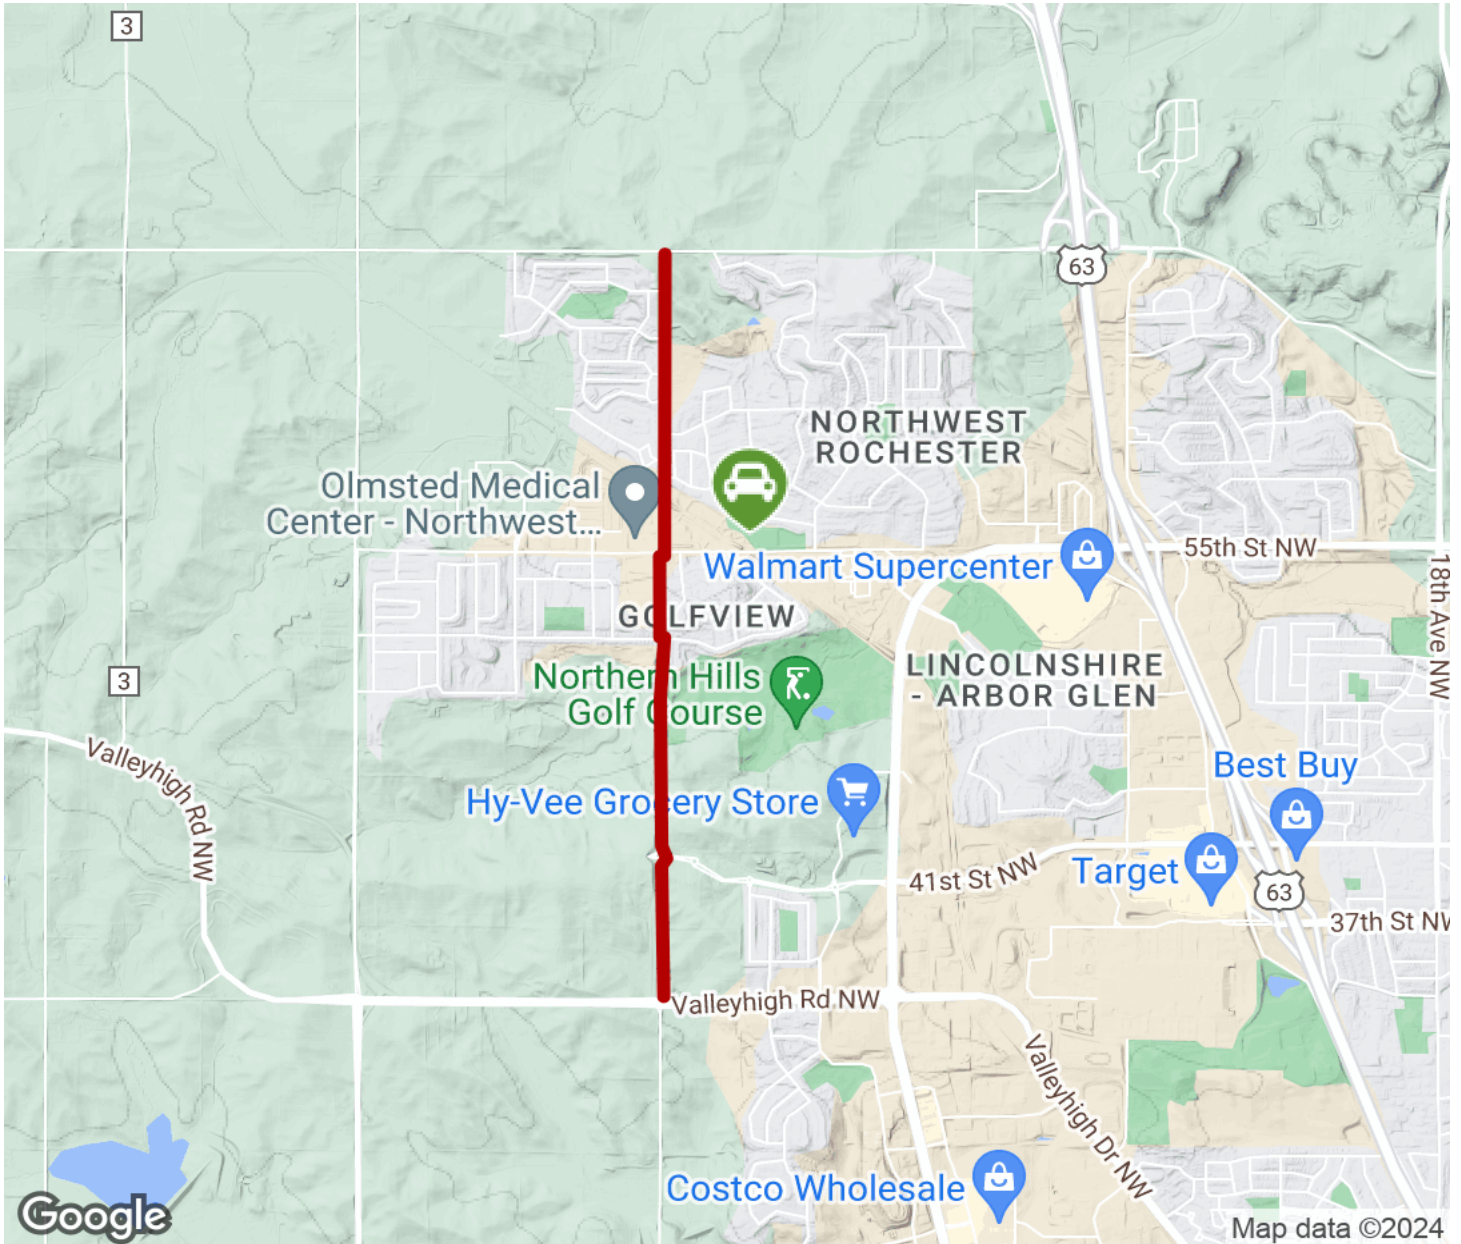 3
63
NORTHWEST
ROCHESTER
Olmsted Medical
Center - Northwest...
Walmart Supercenter
55th St NW
18th Ave NW
GOLFVIEW
LINCOLNSHIRE
- ARBOR GLEN
Northern Hills
Golf Course
3
Valleyhigh Rd NW
Best Buy
Hy-Vee Grocery Store
41st St NW
Target
63
37th St NW
Valleyhigh Rd NW
Valleyhigh Dr NW
Costco Wholesale
Google
Map data ©2024